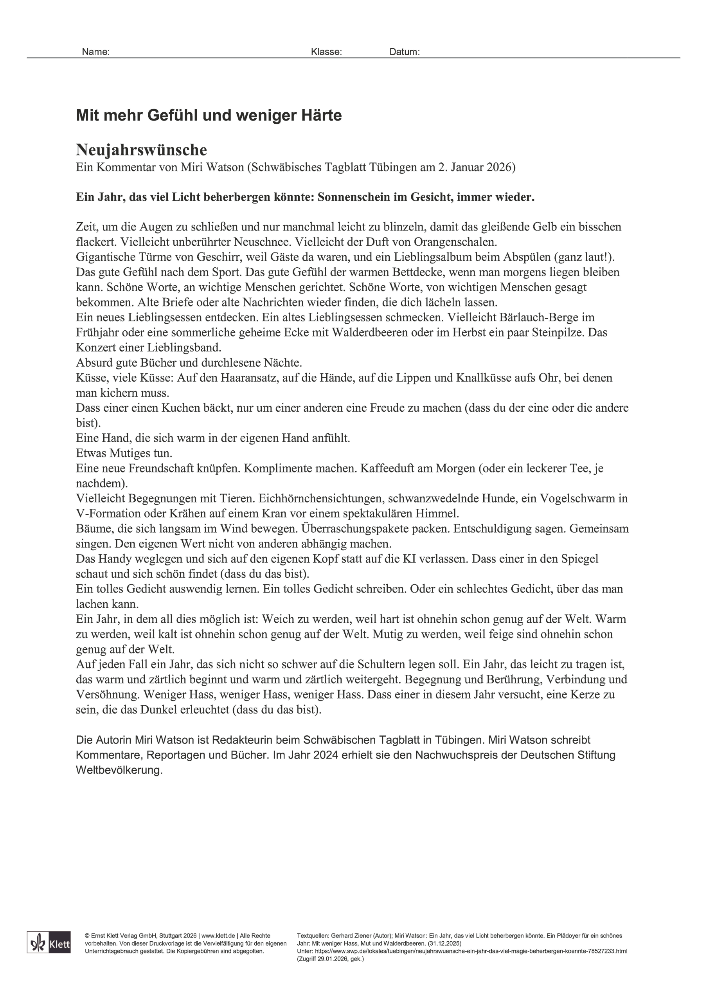 Name: Klasse: Datum:
Mit mehr Gefühl und weniger Härte
Neujahrswünsche
Ein Kommentar von Miri Watson (Schwäbisches Tagblatt Tübingen am 2. Januar 2026)
Ein Jahr, das viel Licht beherbergen könnte: Sonnenschein im Gesicht, immer wieder.
Zeit, um die Augen zu schließen und nur manchmal leicht zu blinzeln, damit das gleißende Gelb ein bisschen
flackert. Vielleicht unberührter Neuschnee. Vielleicht der Duft von Orangenschalen.
Gigantische Türme von Geschirr, weil Gäste da waren, und ein Lieblingsalbum beim Abspülen (ganz laut!).
Das gute Gefühl nach dem Sport. Das gute Gefühl der warmen Bettdecke, wenn man morgens liegen bleiben
kann. Schöne Worte, an wichtige Menschen gerichtet. Schöne Worte, von wichtigen Menschen gesagt
bekommen. Alte Briefe oder alte Nachrichten wieder finden, die dich lächeln lassen.
Ein neues Lieblingsessen entdecken. Ein altes Lieblingsessen schmecken. Vielleicht Bärlauch-Berge im
Frühjahr oder eine sommerliche geheime Ecke mit Walderdbeeren oder im Herbst ein paar Steinpilze. Das
Konzert einer Lieblingsband.
Absurd gute Bücher und durchlesene Nächte.
Küsse, viele Küsse: Auf den Haaransatz, auf die Hände, auf die Lippen und Knallküsse aufs Ohr, bei denen
man kichern muss.
Dass einer einen Kuchen bäckt, nur um einer anderen eine Freude zu machen (dass du der eine oder die andere
bist).
Eine Hand, die sich warm in der eigenen Hand anfühlt.
Etwas Mutiges tun.
Eine neue Freundschaft knüpfen. Komplimente machen. Kaffeeduft am Morgen (oder ein leckerer Tee, je
nachdem).
Vielleicht Begegnungen mit Tieren. Eichhörnchensichtungen, schwanzwedelnde Hunde, ein Vogelschwarm in
V-Formation oder Krähen auf einem Kran vor einem spektakulären Himmel.
Bäume, die sich langsam im Wind bewegen. Überraschungspakete packen. Entschuldigung sagen. Gemeinsam
singen. Den eigenen Wert nicht von anderen abhängig machen.
Das Handy weglegen und sich auf den eigenen Kopf statt auf die KI verlassen. Dass einer in den Spiegel
schaut und sich schön findet (dass du das bist).
Ein tolles Gedicht auswendig lernen. Ein tolles Gedicht schreiben. Oder ein schlechtes Gedicht, über das man
lachen kann.
Ein Jahr, in dem all dies möglich ist: Weich zu werden, weil hart ist ohnehin schon genug auf der Welt. Warm
zu werden, weil kalt ist ohnehin schon genug auf der Welt. Mutig zu werden, weil feige sind ohnehin schon
genug auf der Welt.
Auf jeden Fall ein Jahr, das sich nicht so schwer auf die Schultern legen soll. Ein Jahr, das leicht zu tragen ist,
das warm und zärtlich beginnt und warm und zärtlich weitergeht. Begegnung und Berührung, Verbindung und
Versöhnung. Weniger Hass, weniger Hass, weniger Hass. Dass einer in diesem Jahr versucht, eine Kerze zu
sein, die das Dunkel erleuchtet (dass du das bist).
Die Autorin Miri Watson ist Redakteurin beim Schwäbischen Tagblatt in Tübingen. Miri Watson schreibt
Kommentare, Reportagen und Bücher. Im Jahr 2024 erhielt sie den Nachwuchspreis der Deutschen Stiftung
Weltbevölkerung.
Klett
© Ernst Klett Verlag GmbH, Stuttgart 2026 | www.klett.de | Alle Rechte
vorbehalten. Von dieser Druckvorlage ist die Vervielfältigung für den eigenen
Unterrichtsgebrauch gestattet. Die Kopiergebühren sind abgegolten.
Textquellen: Gerhard Ziener (Autor); Miri Watson: Ein Jahr, das viel Licht beherbergen könnte. Ein Plädoyer für ein schönes
Jahr: Mit weniger Hass, Mut und Walderdbeeren. (31.12.2025)
Unter: https://www.swp.de/lokales/tuebingen/neujahrswuensche-ein-jahr-das-viel-magie-beherbergen-koennte-78527233.html
(Zugriff 29.01.2026, gek.)